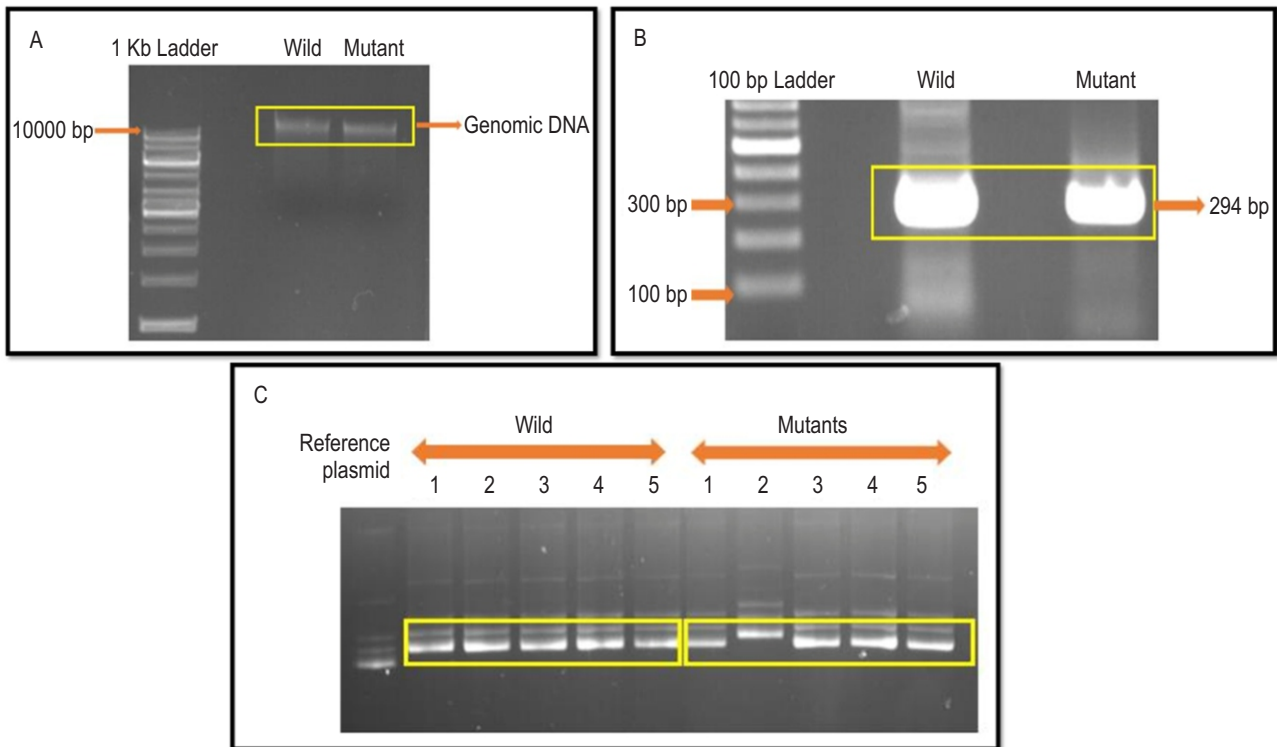 A
1 Kb Ladder Wild Mutant
10000 bp
Genomic DNA
B
100 bp Ladder Wild Mutant
300 bp
294 bp
100 bp
C
Wild Mutants
Reference
plasmid
1 2 3 4 5 1 2 3 4 5